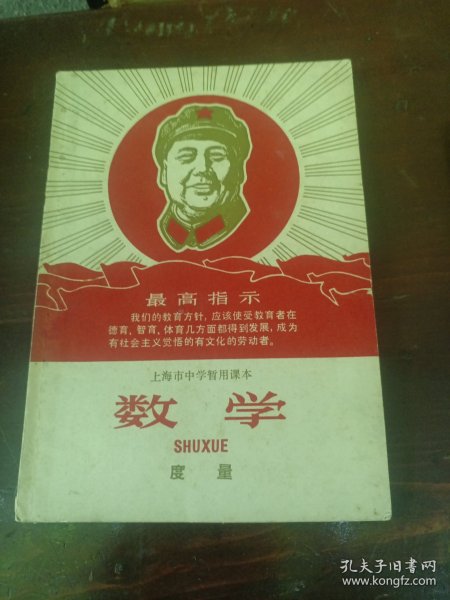 最高指示
我们的教育方针，应该使受教育者在
德育、智育、体育几方面都得到发展，成为
有社会主义觉悟的有文化的劳动者。
上海市中学暂用课本
数学
SHUXUE
度量
孔夫子旧书网
www.kongfz.com